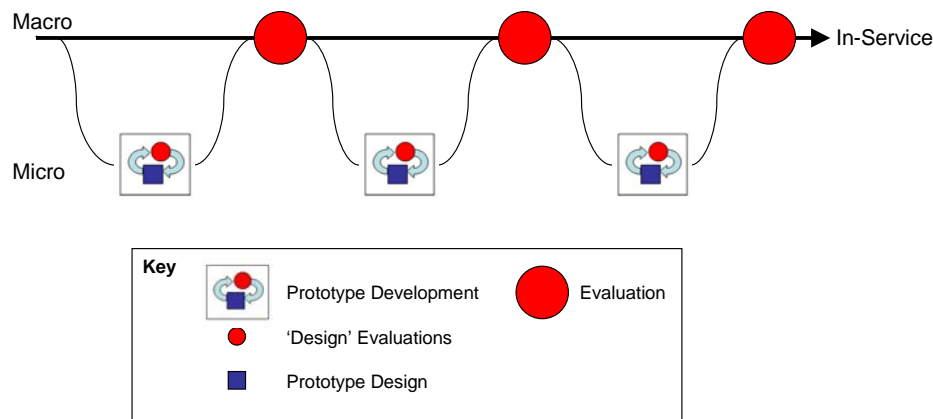 Macro
In-Service
Micro
Key
Prototype Development
Evaluation
‘Design’ Evaluations
Prototype Design